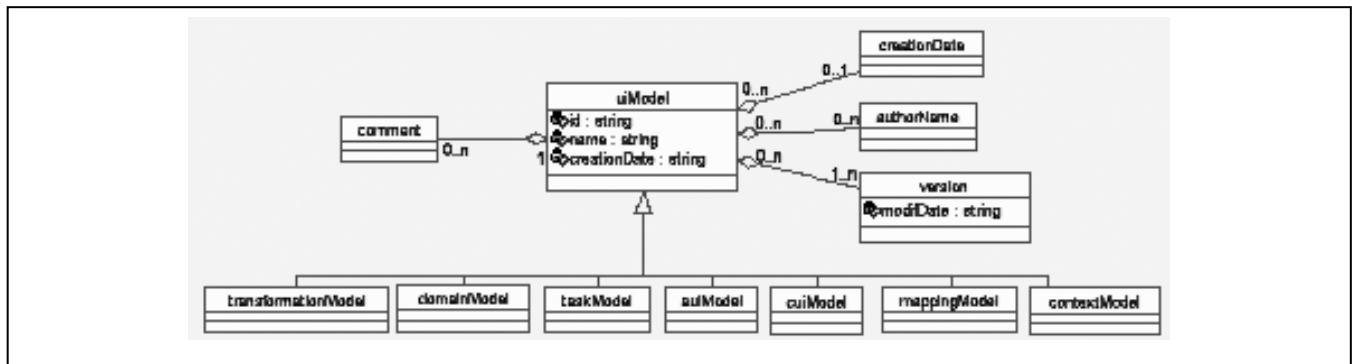 creationDate
0..1
0..n
uiModel
id : string
name : string
creationDate : string
comment
0..n
1
authorName
0..n
0..n
version
modifDate : string
0..n
1..n
transformationModel
domainModel
taskModel
auiModel
cuiModel
mappingModel
contextModel